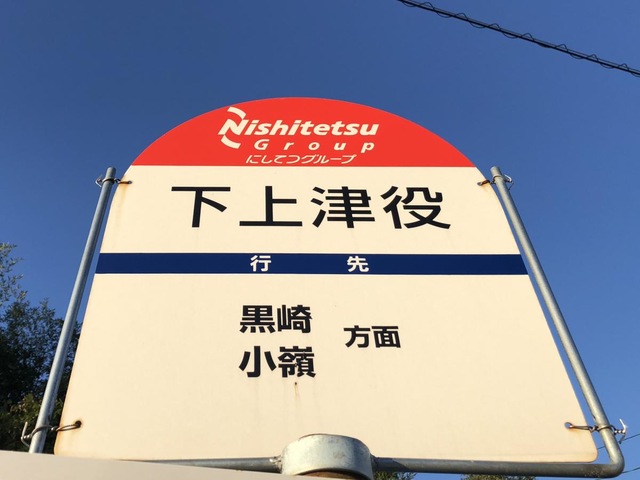 Nishitetsu
Group
にしてつグループ
下上津役
行先
黒崎
小嶺
方面